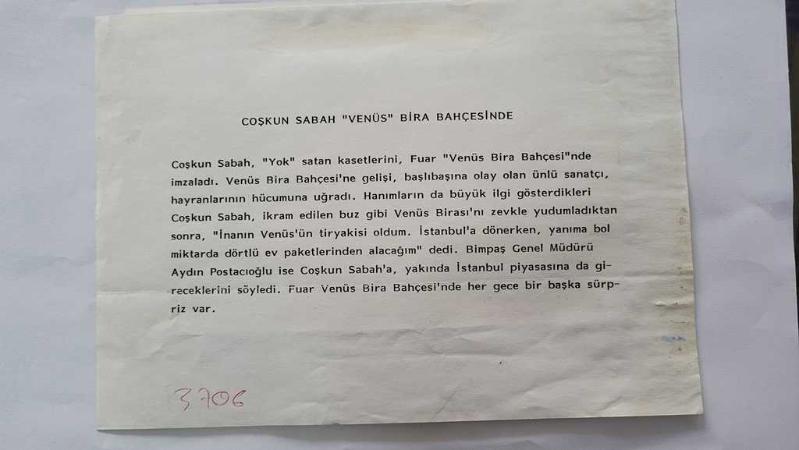 COŞKUN SABAH "VENÜS" BİRA BAHÇESİNDE
Coşkun Sabah, "Yok" satan kasetlerini, Fuar "Venüs Bira Bahçesi"nde
imzaladı. Venüs Bira Bahçesi'ne gelişi, başlıbaşına olay olan ünlü sanatçı,
hayranlarının hücumuna uğradı. Hanımların da büyük ilgi gösterdikleri
Coşkun Sabah, ikram edilen buz gibi Venüs Birası'nı zevkle yudumladıktan
sonra, "İnanın Venüs'ün tiryakisi oldum. İstanbul'a dönerken, yanıma bol
miktarda dörtlü ev paketlerinden alacağım" dedi. Bimpaş Genel Müdürü
Aydın Postacıoğlu ise Coşkun Sabah'a, yakında İstanbul piyasasına da gi-
receklerini söyledi. Fuar Venüs Bira Bahçesi'nde her gece bir başka sürp-
riz var.
3706